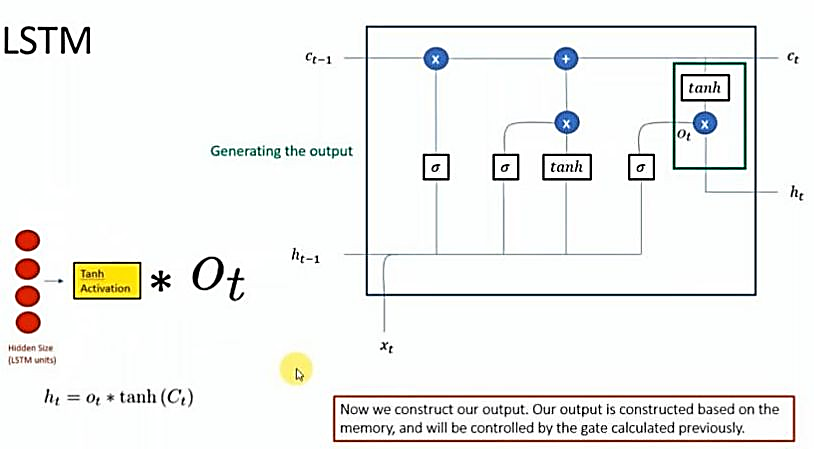 LSTM
c_{t-1}
x
+
c_t
tanh
x
x
o_t
Generating the output
σ
σ
tanh
σ
h_t
h_{t-1}
Tanh
Activation
* O_t
Hidden Size
(LSTM units)
x_t
h_t = o_t * tanh (C_t)
Now we construct our output. Our output is constructed based on the
memory, and will be controlled by the gate calculated previously.